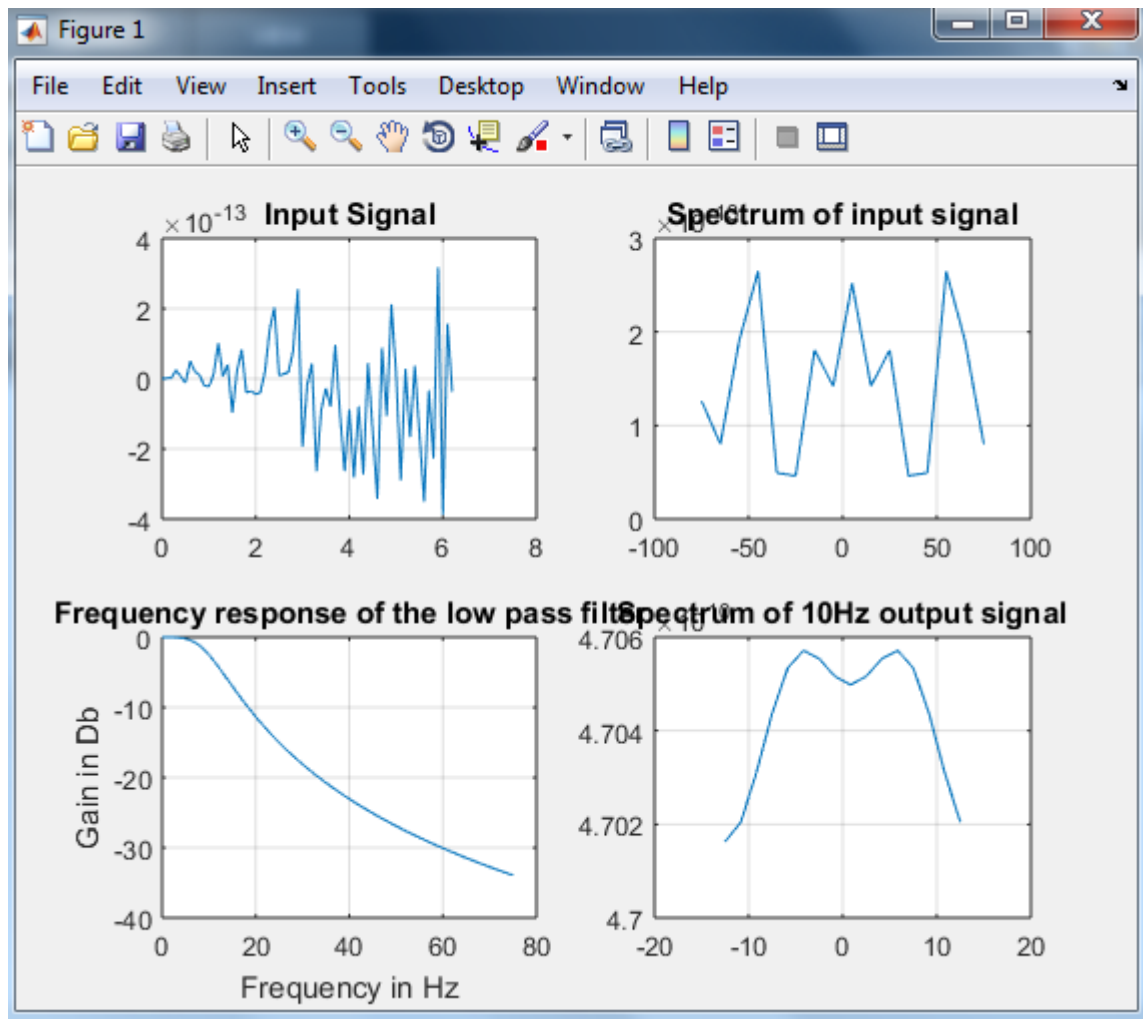 Figure 1
File Edit View Insert Tools Desktop Window Help
×10^-13 Input Signal
4
2
0
-2
-4
0 2 4 6 8
Spectrum of input signal
3
2
1
0
-100 -50 0 50 100
Frequency response of the low pass filter
0
-10
-20
-30
-40
Gain in Db
0 20 40 60 80
Frequency in Hz
Spectrum of 10Hz output signal
4.706
4.704
4.702
4.7
-20 -10 0 10 20